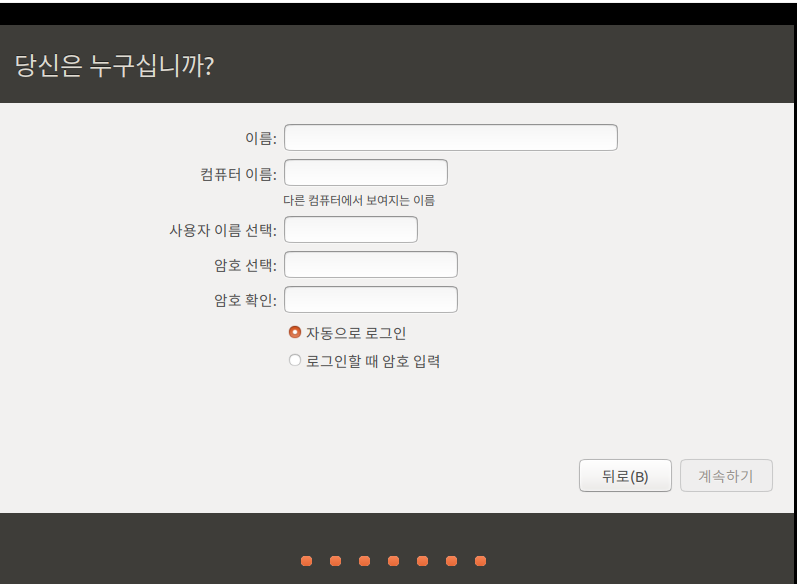 당신은 누구십니까?
이름:
컴퓨터 이름:
다른 컴퓨터에서 보여지는 이름
사용자 이름 선택:
암호 선택:
암호 확인:
자동으로 로그인
로그인할 때 암호 입력
뒤로(B) 계속하기